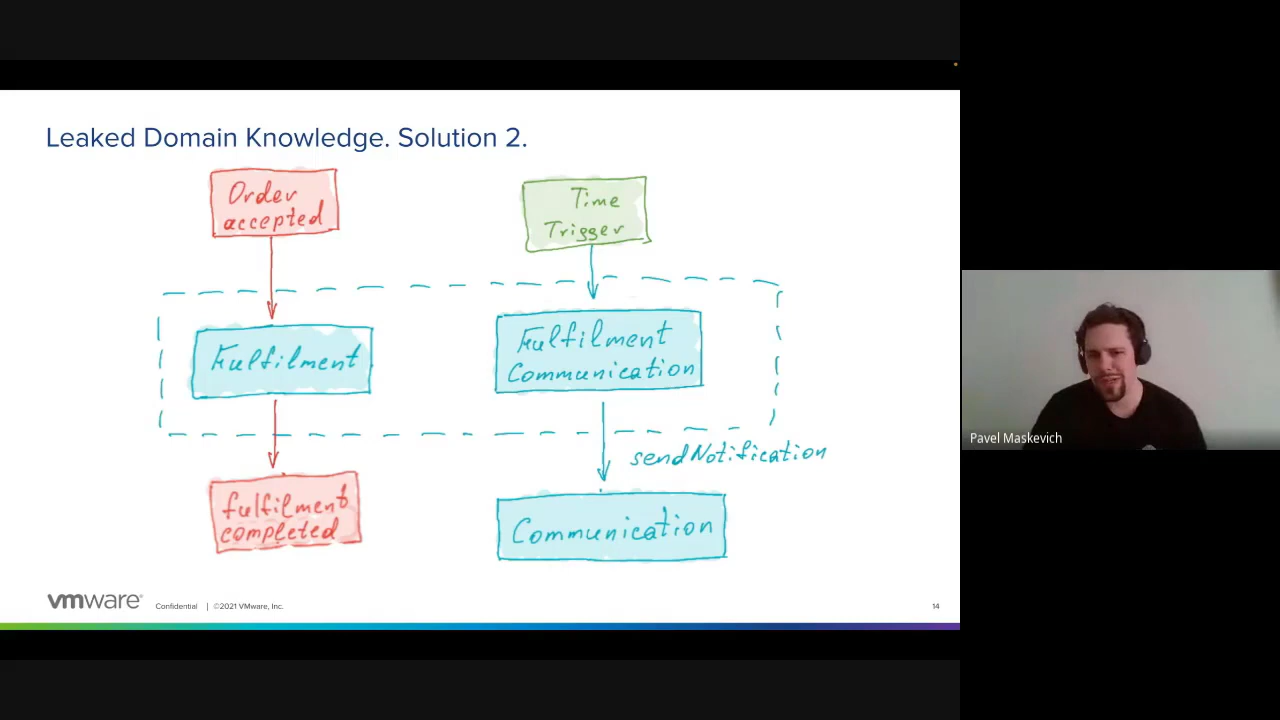 Leaked Domain Knowledge. Solution 2.
Order
accepted
Time
Trigger
Fulfilment
Fulfilment
Communication
sendNotification
fulfilment
completed
Communication
Pavel Maskevich
vmware Confidential | ©2021 VMware, Inc. 14